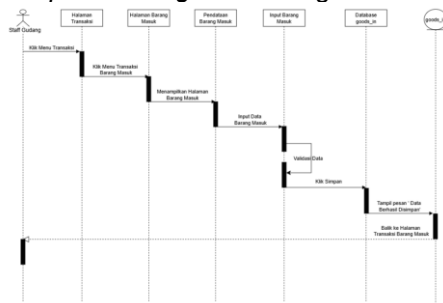 Staff Gudang
Halaman
Transaksi
Halaman Barang
Masuk
Pendataan
Barang Masuk
Input Barang
Masuk
Database
goods_in
Klik Menu Transaksi
Klik Menu Transaksi
Barang Masuk
Menampilkan Halaman
Barang Masuk
Input Data
Barang Masuk
Validasi Data
Klik Simpan
Tampil pesan ' Data
Berhasil Disimpan'
Balik ke Halaman
Transaksi Barang Masuk